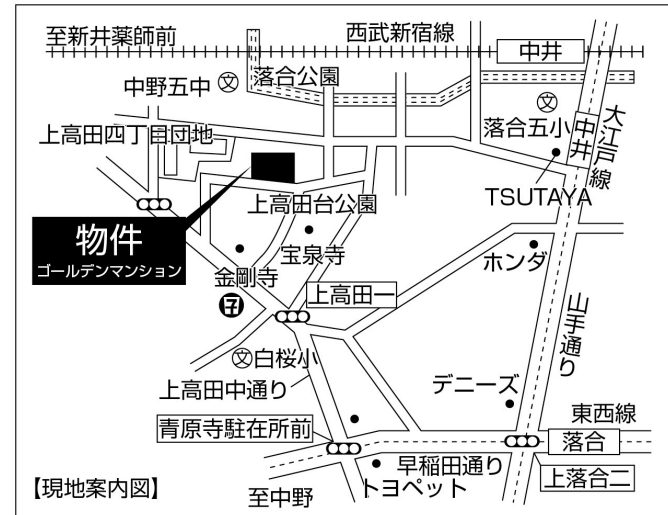 至新井薬師前
西武新宿線
中井
中野五中
文
落合公園
文
落合五小
中井
大江戸線
上高田四丁目団地
TSUTAYA
上高田台公園
物件
ゴールデンマンション
宝泉寺
金剛寺
ホンダ
上高田一
山手通り
文白桜小
上高田中通り
デニーズ
青原寺駐在所前
東西線
落合
早稲田通り
上落合二
トヨペット
至中野
【現地案内図】